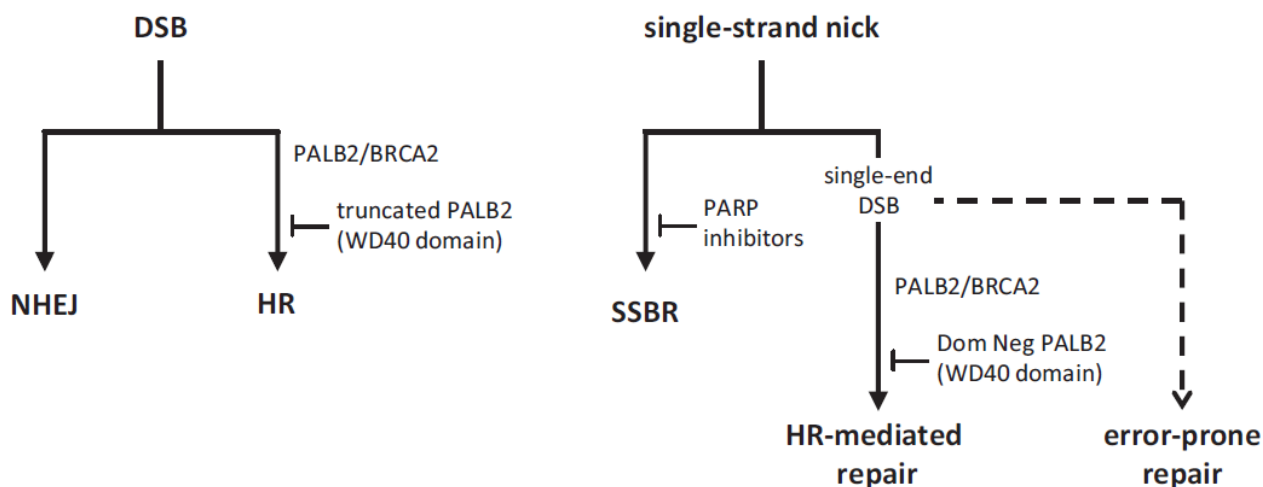 DSB
PALB2/BRCA2
truncated PALB2
(WD40 domain)
NHEJ
HR
single-strand nick
single-end
DSB
PARP
inhibitors
PALB2/BRCA2
SSBR
Dom Neg PALB2
(WD40 domain)
HR-mediated
repair
error-prone
repair